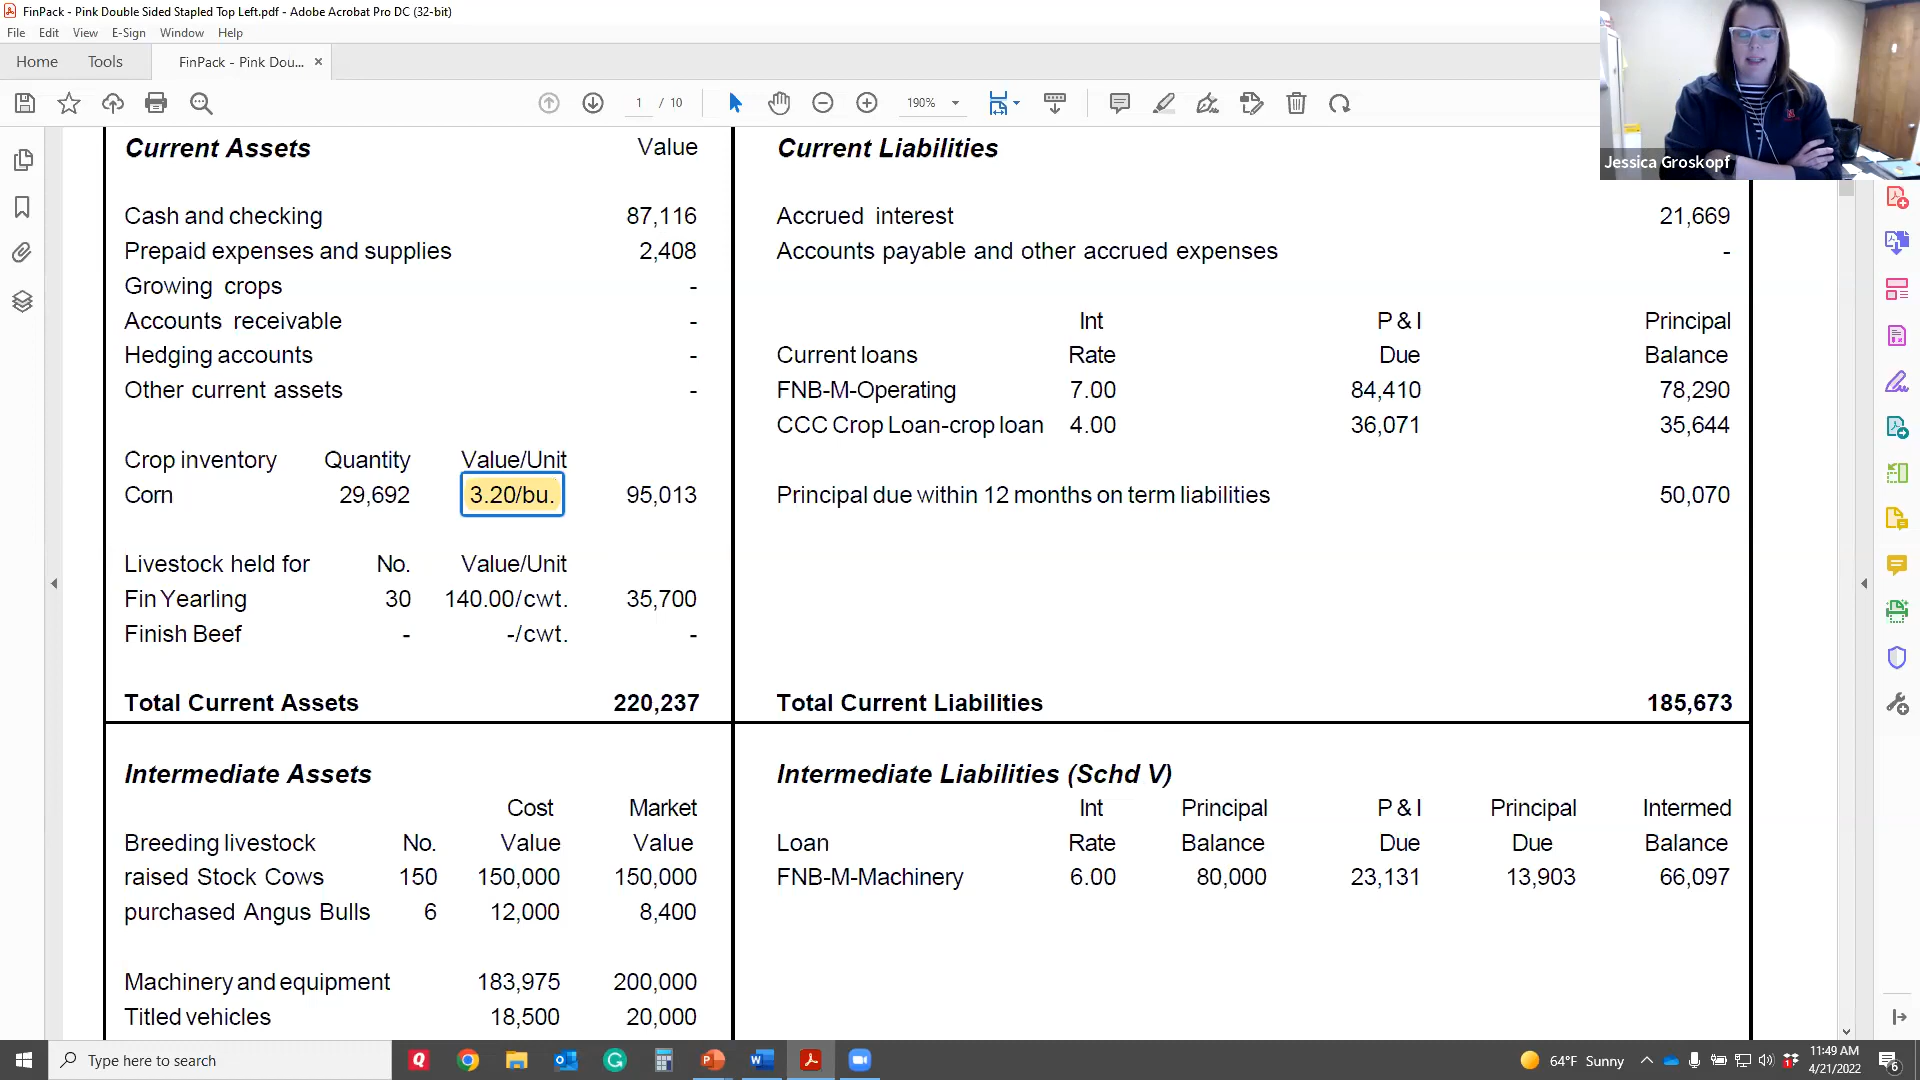 FinPack - Pink Double Sided Stapled Top Left.pdf - Adobe Acrobat Pro DC (32-bit)
File Edit View E-Sign Window Help
Home Tools FinPack - Pink Dou... ×
1 / 10 190%
Jessica Groskopf
Current Assets Value
Cash and checking 87,116
Prepaid expenses and supplies 2,408
Growing crops -
Accounts receivable -
Hedging accounts -
Other current assets -
Crop inventory Quantity Value/Unit
Corn 29,692 3.20/bu. 95,013
Livestock held for No. Value/Unit
Fin Yearling 30 140.00/cwt. 35,700
Finish Beef - -/cwt. -
Total Current Assets 220,237
Current Liabilities
Accrued interest 21,669
Accounts payable and other accrued expenses -
Int P & I Principal
Current loans Rate Due Balance
FNB-M-Operating 7.00 84,410 78,290
CCC Crop Loan-crop loan 4.00 36,071 35,644
Principal due within 12 months on term liabilities 50,070
Total Current Liabilities 185,673
Intermediate Assets
Cost Market
Breeding livestock No. Value Value
raised Stock Cows 150 150,000 150,000
purchased Angus Bulls 6 12,000 8,400
Machinery and equipment 183,975 200,000
Titled vehicles 18,500 20,000
Intermediate Liabilities (Schd V)
Int Principal P & I Principal Intermed
Loan Rate Balance Due Due Balance
FNB-M-Machinery 6.00 80,000 23,131 13,903 66,097
Type here to search
64°F Sunny
11:49 AM
4/21/2022
6